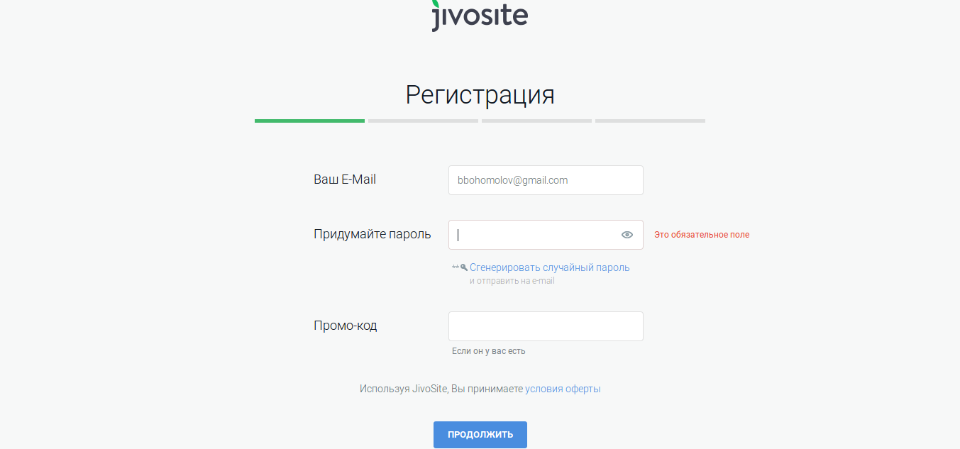 jivosite
Регистрация
Ваш E-Mail
bbohomolov@gmail.com
Придумайте пароль
Это обязательное поле
** Сгенерировать случайный пароль
и отправить на e-mail
Промо-код
Если он у вас есть
Используя JivoSite, Вы принимаете условия оферты
ПРОДОЛЖИТЬ